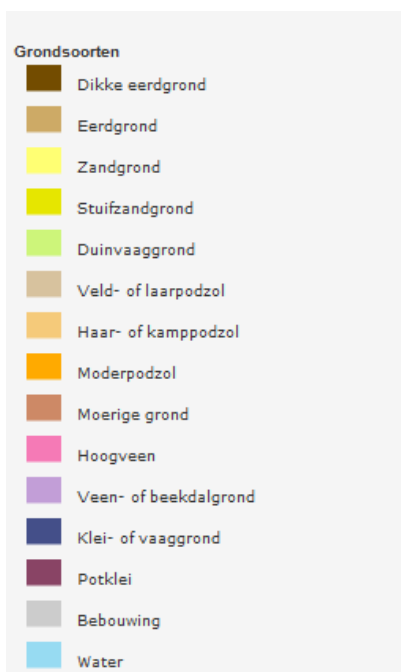 Grondsoorten
Dikke eerdgrond
Eerdgrond
Zandgrond
Stuifzandgrond
Duinvaaggrond
Veld- of laarpodzol
Haar- of kamppodzol
Moderpodzol
Moerige grond
Hoogveen
Veen- of beekdalgrond
Klei- of vaaggrond
Potklei
Bebouwing
Water